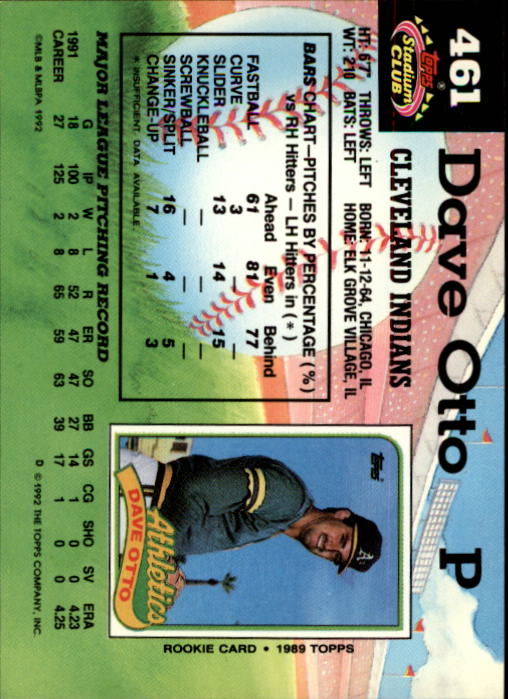 461
TOPPS
Stadium
CLUB
®
Dave Otto P
CLEVELAND INDIANS
HT: 6'7" THROWS: LEFT BORN: 11-12-64, CHICAGO, IL
WT: 210 BATS: LEFT HOME: ELK GROVE VILLAGE, IL
BARS CHART—PITCHES BY PERCENTAGE (%)
vs RH Hitters — LH Hitters in (*)
Ahead Even Behind
FASTBALL 61 81 77
CURVE 3 — —
SLIDER 13 14 15
KNUCKLEBALL — — —
SCREWBALL — — —
SINKER/SPLIT 16 4 5
CHANGE-UP 7 1 3
* INSUFFICIENT DATA AVAILABLE
TOPPS
Athletics
DAVE OTTO
ROOKIE CARD • 1989 TOPPS
MAJOR LEAGUE PITCHING RECORD
G IP W L R ER SO BB GS CG SHO SV ERA
1991 18 100 2 8 52 47 47 27 14 1 0 0 4.23
CAREER 27 125 2 8 65 59 63 39 17 1 0 0 4.25
©MLB & MLBPA 1992
D © 1992 THE TOPPS COMPANY, INC.